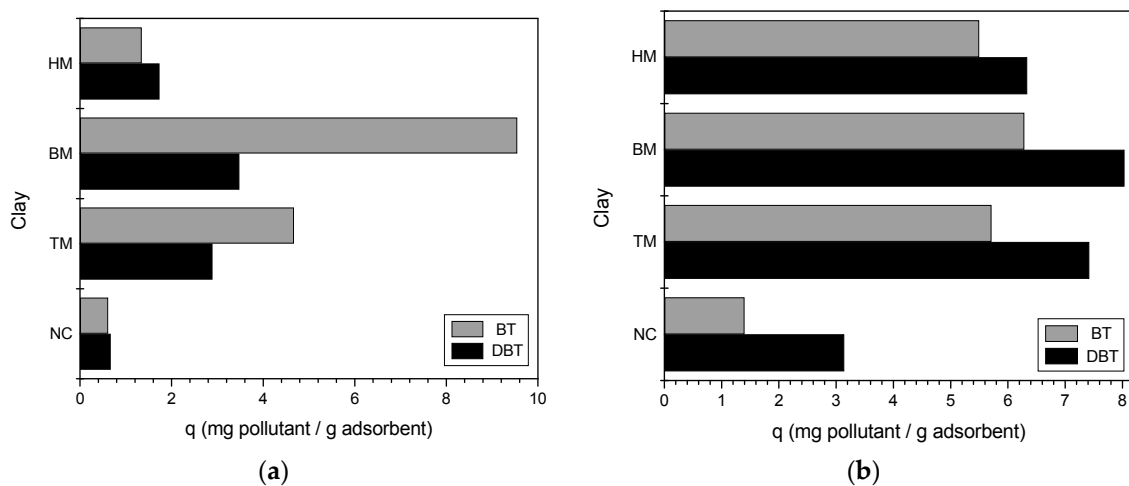 HM
BM
TM
NC
Clay
BT
DBT
0 2 4 6 8 10
q (mg pollutant / g adsorbent)
(a)
HM
BM
TM
NC
Clay
BT
DBT
0 1 2 3 4 5 6 7 8
q (mg pollutant / g adsorbent)
(b)